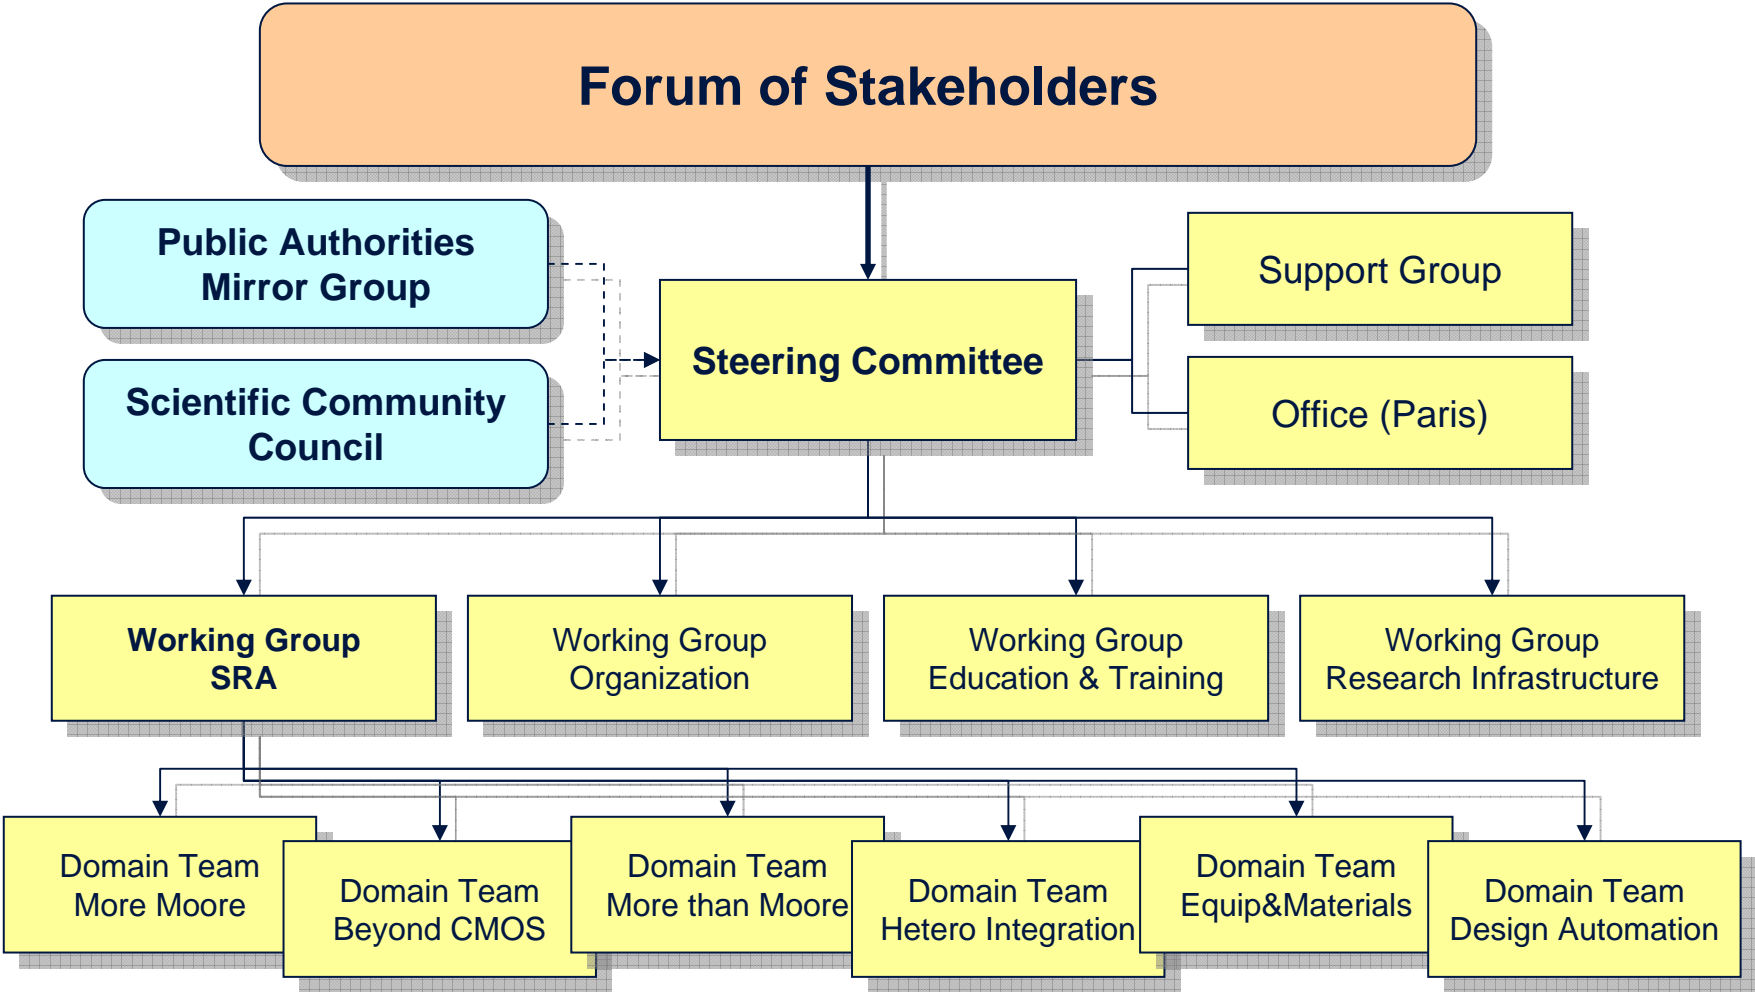 Forum of Stakeholders
Public Authorities
Mirror Group
Support Group
Steering Committee
Scientific Community
Council
Office (Paris)
Working Group
SRA
Working Group
Organization
Working Group
Education & Training
Working Group
Research Infrastructure
Domain Team
More Moore
Domain Team
Beyond CMOS
Domain Team
More than Moore
Domain Team
Hetero Integration
Domain Team
Equip&Materials
Domain Team
Design Automation